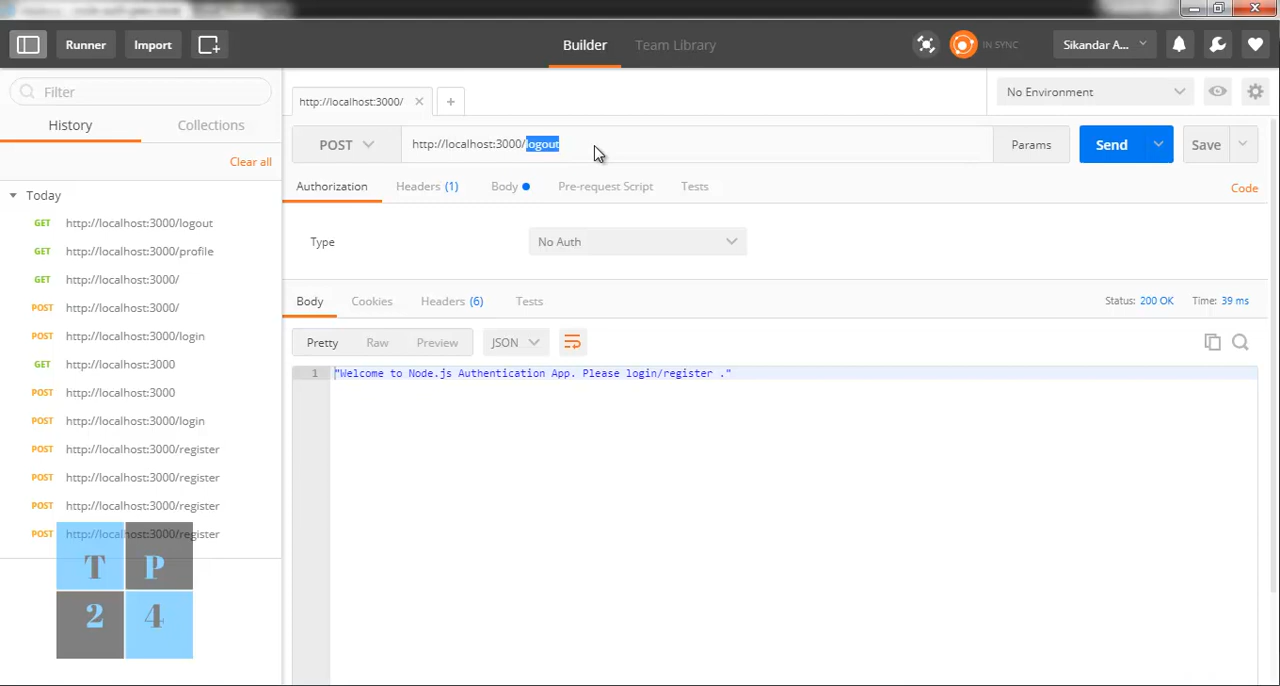 Runner
Import
Builder
Team Library
IN SYNC
Sikandar A...
Filter
History
Collections
Clear all
Today
GET http://localhost:3000/logout
GET http://localhost:3000/profile
GET http://localhost:3000/
POST http://localhost:3000/
POST http://localhost:3000/login
GET http://localhost:3000
POST http://localhost:3000
POST http://localhost:3000/login
POST http://localhost:3000/register
POST http://localhost:3000/register
POST http://localhost:3000/register
POST http://localhost:3000/register
T P
2 4
http://localhost:3000/
No Environment
POST
http://localhost:3000/logout
Params
Send
Save
Authorization
Headers (1)
Body
Pre-request Script
Tests
Code
Type
No Auth
Body
Cookies
Headers (6)
Tests
Status: 200 OK
Time: 39 ms
Pretty
Raw
Preview
JSON
1 "Welcome to Node.js Authentication App. Please login/register ."